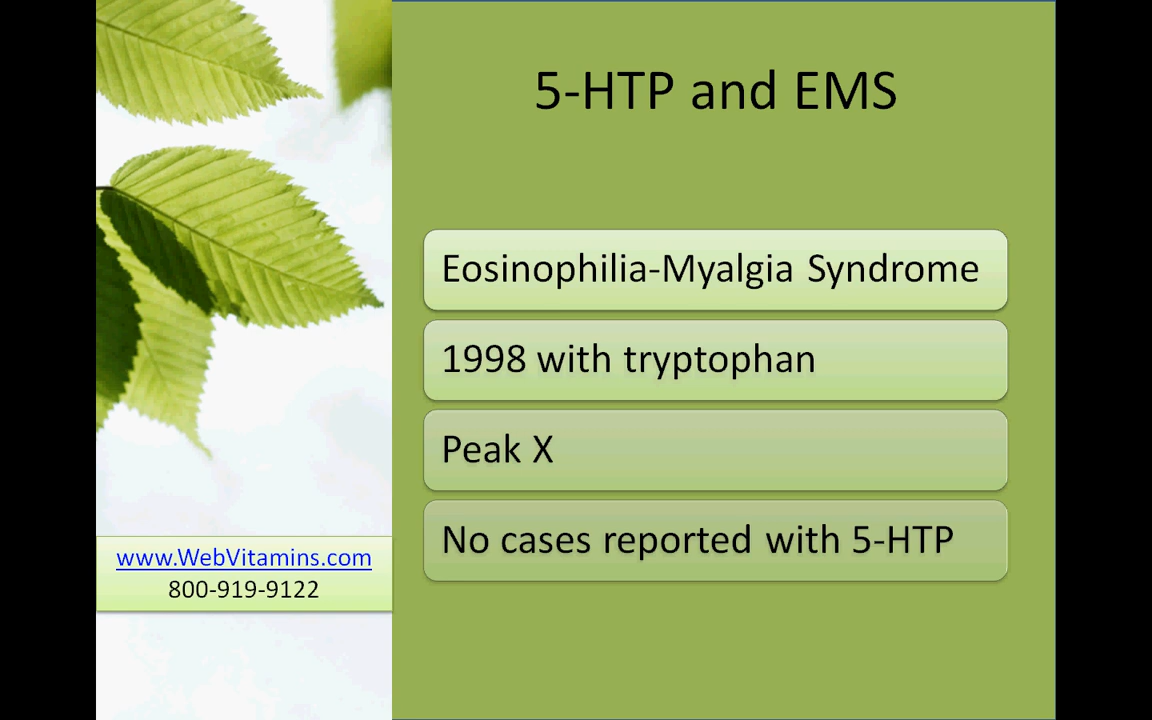 5-HTP and EMS
Eosinophilia-Myalgia Syndrome
1998 with tryptophan
Peak X
No cases reported with 5-HTP
www.WebVitamins.com
800-919-9122